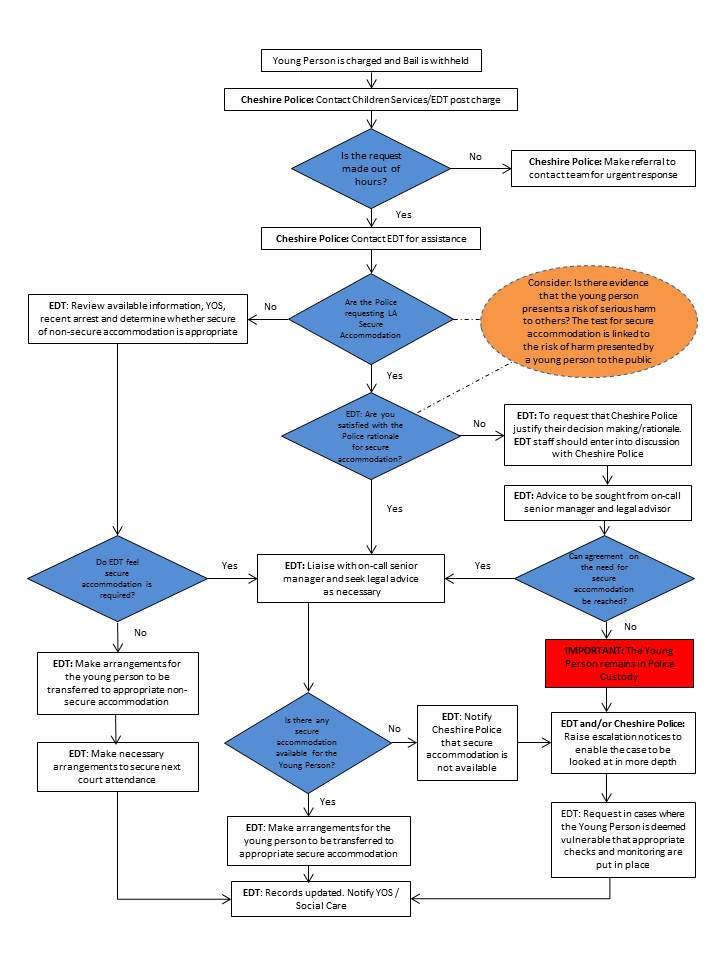 Young Person is charged and Bail is withheld
Cheshire Police: Contact Children Services/EDT post charge
Is the request
made out of
hours?
No
Cheshire Police: Make referral to
contact team for urgent response
Yes
Cheshire Police: Contact EDT for assistance
Consider: Is there evidence
that the young person
presents a risk of serious harm
to others? The test for secure
accommodation is linked to
the risk of harm presented by
a young person to the public
EDT: Review available information, YOS,
recent arrest and determine whether secure
of non-secure accommodation is appropriate
No
Are the Police
requesting LA
Secure
Accommodation
Yes
EDT: Are you
satisfied with the
Police rationale
for secure
accommodation?
No
EDT: To request that Cheshire Police
justify their decision making/rationale.
EDT staff should enter into discussion
with Cheshire Police
EDT: Advice to be sought from on-call
senior manager and legal advisor
Yes
Do EDT feel
secure
accommodation is
required?
Yes
EDT: Liaise with on-call senior
manager and seek legal advice
as necessary
Yes
Can agreement on
the need for
secure
accommodation
be reached?
No
No
EDT: Make arrangements for
the young person to be
transferred to appropriate non-
secure accommodation
IMPORTANT: The Young
Person remains in Police
Custody
Is there any
secure
accommodation
available for the
Young Person?
No
EDT: Notify
Cheshire Police
that secure
accommodation is
not available
EDT and/or Cheshire Police:
Raise escalation notices to
enable the case to be
looked at in more depth
EDT: Make necessary
arrangements to secure next
court attendance
Yes
EDT: Make arrangements for the
young person to be transferred to
appropriate secure accommodation
EDT: Request in cases where
the Young Person is deemed
vulnerable that appropriate
checks and monitoring are
put in place
EDT: Records updated. Notify YOS /
Social Care